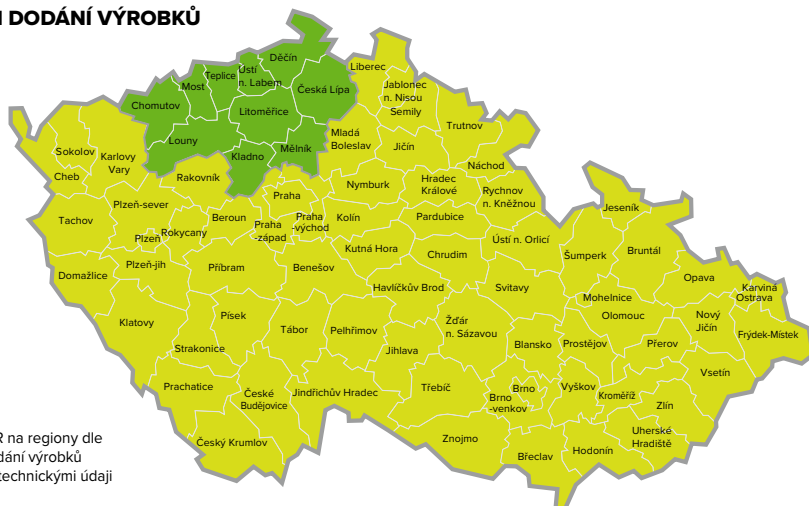 DODÁNÍ VÝROBKŮ
Děčín
Ústí
n. Labem
Teplice
Most
Liberec
Česká Lípa
Jablonec
n. Nisou
Chomutov
Litoměřice
Semily
Trutnov
Louny
Mladá
Boleslav
Mělník
Jičín
Sokolov
Karlovy
Vary
Kladno
Náchod
Cheb
Rakovník
Nymburk
Hradec
Králové
Rychnov
n. Kněžnou
Praha
Plzeň-sever
Jeseník
Tachov
Beroun
Praha
-západ
Praha
-východ
Kolín
Pardubice
Plzeň
Rokycany
Ústí n. Orlicí
Kutná Hora
Chrudim
Šumperk
Bruntál
Plzeň-jih
Příbram
Benešov
Domažlice
Opava
Havlíčkův Brod
Svitavy
Karviná
Ostrava
Mohelnice
Olomouc
Písek
Klatovy
Tábor
Pelhřimov
Žďár
n. Sázavou
Nový
Jičín
Frýdek-Místek
Strakonice
Jihlava
Blansko
Prostějov
Přerov
Vsetín
Prachatice
České
Budějovice
Jindřichův Hradec
Třebíč
Brno
Brno
-venkov
Vyškov
Kroměříž
Zlín
Český Krumlov
Znojmo
Uherské
Hradiště
Hodonín
Břeclav
R na regiony dle
dání výrobků
technickými údaji